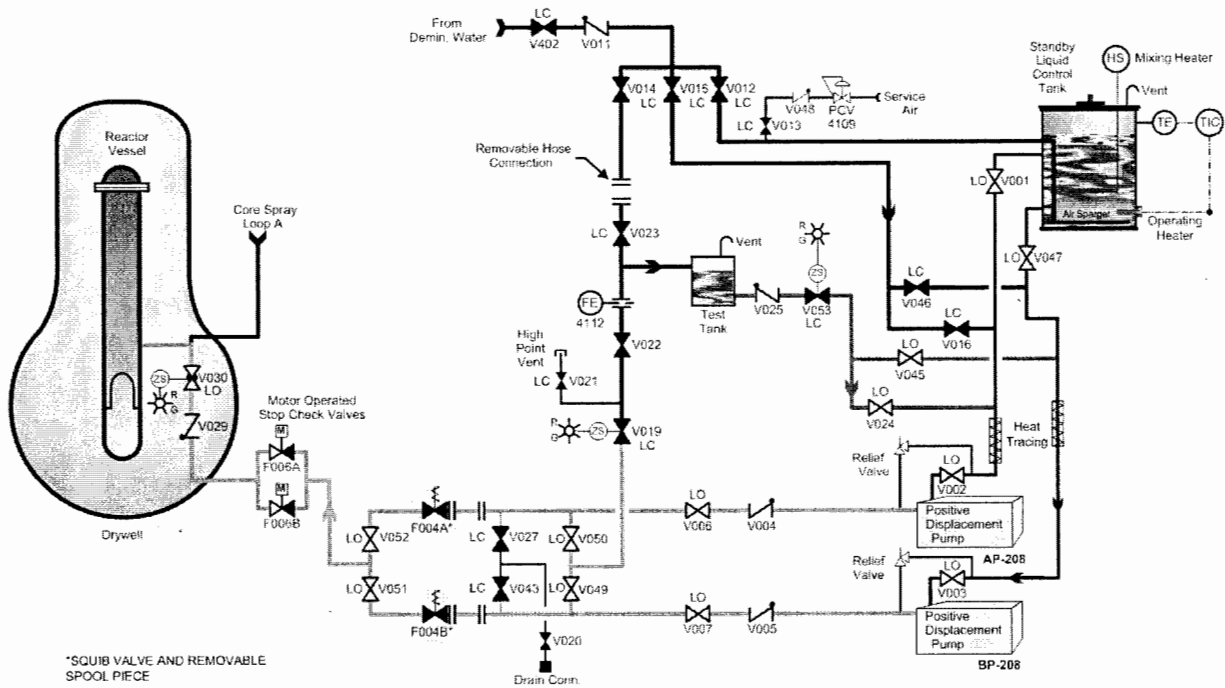 From
Demin. Water
LC
V402
V011
V014
LC
V015
LC
V012
LC
LC
V013
V048
PCV
4109
Service
Air
Standby
Liquid
Control
Tank
HS
Mixing Heater
Vent
TE
TIC
LO
V001
Air Sparger
Operating
Heater
LO
V047
Reactor
Vessel
Core Spray
Loop A
Removable Hose
Connection
LC
V023
Vent
R
G
ZS
FE
4112
Test
Tank
V025
V053
LC
LC
V046
LC
V016
V022
High
Point
Vent
LC
V021
V045
LO
V024
Heat
Tracing
ZS
V030
LO
R
G
V029
Motor Operated
Stop Check Valves
M
F006A
M
F006B
Drywell
R
G
ZS
V019
LC
Relief
Valve
LO
V002
Positive
Displacement
Pump
AP-208
F004A*
LO
V052
LC
V027
LO
V050
LO
V006
V004
LO
V051
LC
V043
LO
V049
Relief
Valve
LO
V003
F004B*
LO
V007
V005
Positive
Displacement
Pump
BP-208
V020
Drain Conn.
*SQUIB VALVE AND REMOVABLE
SPOOL PIECE